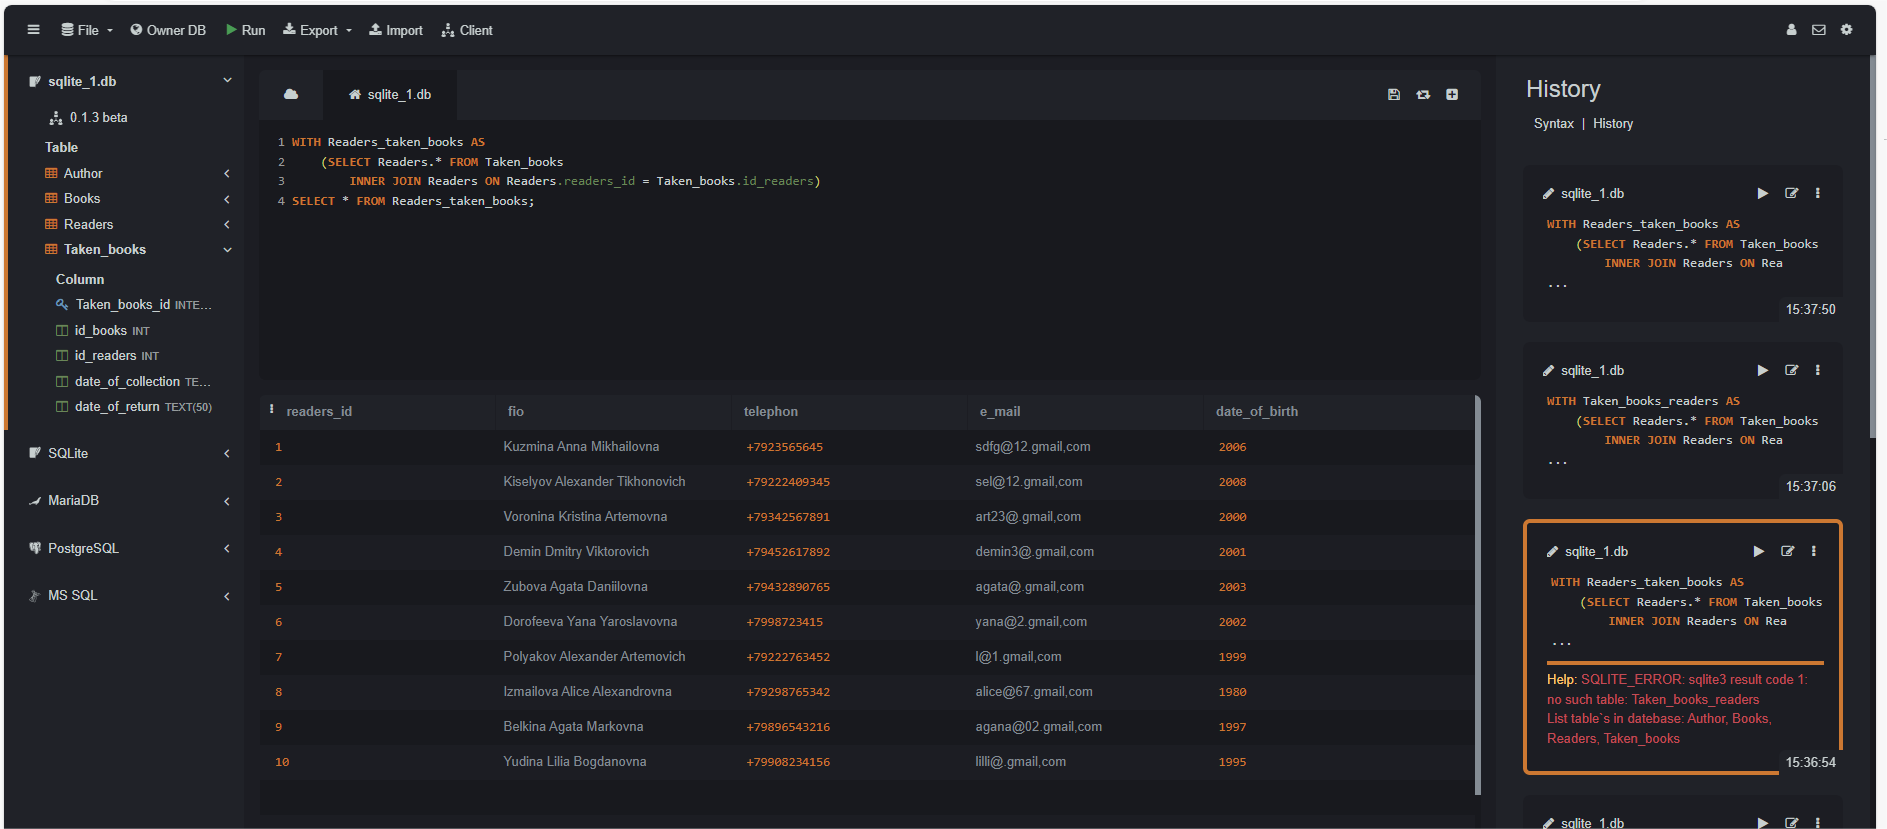 File Owner DB Run Export Import Client
sqlite_1.db
0.1.3 beta
Table
Author
Books
Readers
Taken_books
Column
Taken_books_id INTE...
id_books INT
id_readers INT
date_of_collection TE...
date_of_return TEXT(50)
SQLite
MariaDB
PostgreSQL
MS SQL
sqlite_1.db
1 WITH Readers_taken_books AS
2 (SELECT Readers.* FROM Taken_books
3 INNER JOIN Readers ON Readers.readers_id = Taken_books.id_readers)
4 SELECT * FROM Readers_taken_books;
readers_id fio telephon e_mail date_of_birth
1 Kuzmina Anna Mikhailovna +7923565645 sdfg@12.gmail,com 2006
2 Kiselyov Alexander Tikhonovich +79222409345 sel@12.gmail,com 2008
3 Voronina Kristina Artemovna +79342567891 art23@.gmail,com 2000
4 Demin Dmitry Viktorovich +79452617892 demin3@.gmail,com 2001
5 Zubova Agata Daniilovna +79432890765 agata@.gmail,com 2003
6 Dorofeeva Yana Yaroslavovna +7998723415 yana@2.gmail,com 2002
7 Polyakov Alexander Artemovich +79222763452 l@1.gmail,com 1999
8 Izmailova Alice Alexandrovna +79298765342 alice@67.gmail,com 1980
9 Belkina Agata Markovna +79896543216 agana@02.gmail,com 1997
10 Yudina Lilia Bogdanovna +79908234156 lilli@.gmail,com 1995
History
Syntax | History
sqlite_1.db
WITH Readers_taken_books AS
(SELECT Readers.* FROM Taken_books
INNER JOIN Readers ON Rea
...
15:37:50
sqlite_1.db
WITH Taken_books_readers AS
(SELECT Readers.* FROM Taken_books
INNER JOIN Readers ON Rea
...
15:37:06
sqlite_1.db
WITH Readers_taken_books AS
(SELECT Readers.* FROM Taken_books
INNER JOIN Readers ON Rea
...
Help: SQLITE_ERROR: sqlite3 result code 1:
no such table: Taken_books_readers
List table`s in datebase: Author, Books,
Readers, Taken_books
15:36:54
sqlite_1.db